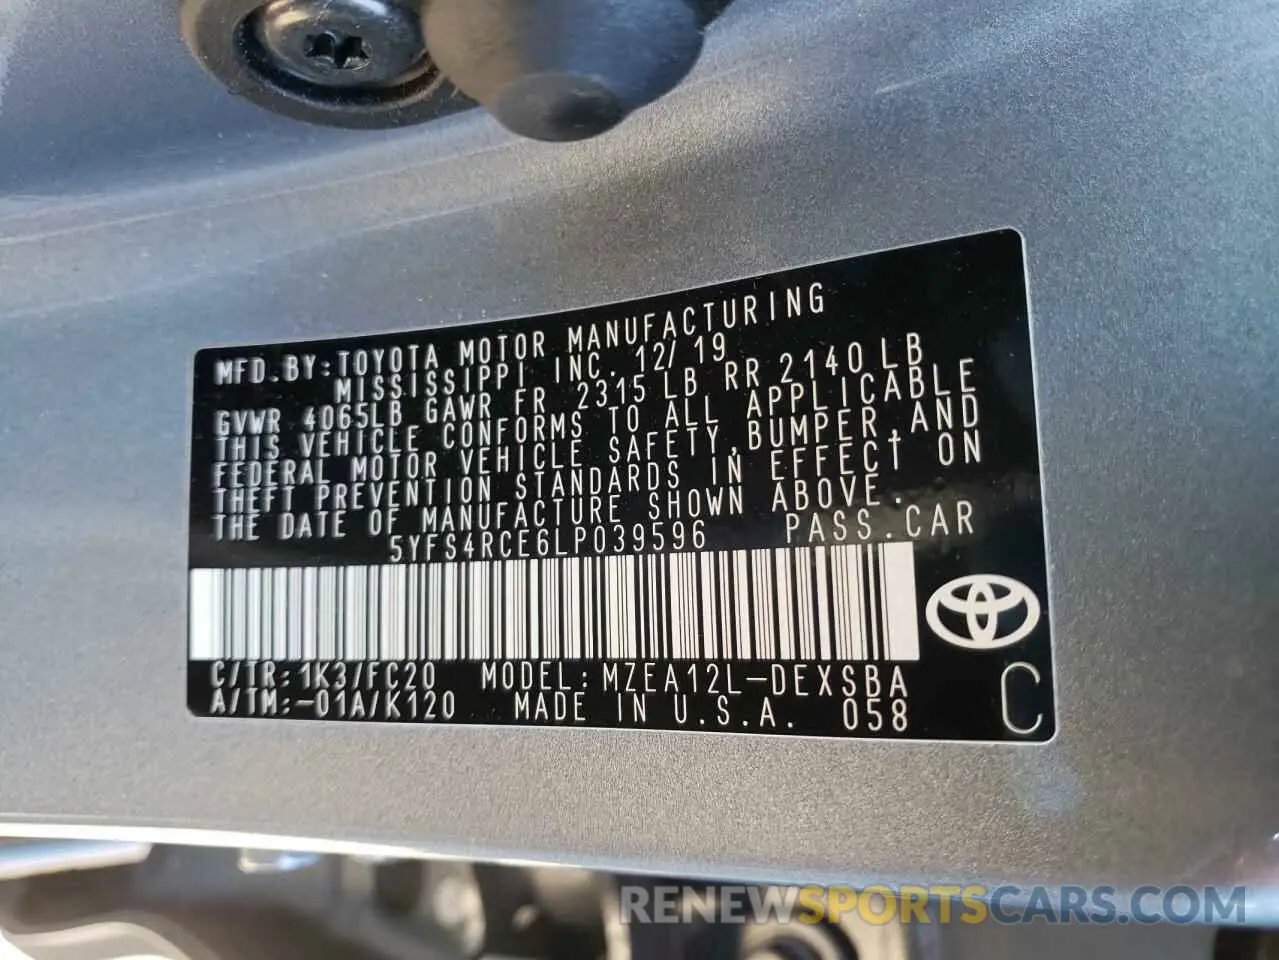 MFD. BY: TOYOTA MOTOR MANUFACTURING
MISSISSIPPI INC. 12/19
GVWR 4065LB GAWR FR 2315 LB RR 2140 LB
THIS VEHICLE CONFORMS TO ALL APPLICABLE
FEDERAL MOTOR VEHICLE SAFETY, BUMPER, AND
THEFT PREVENTION STANDARDS IN EFFECT ON
THE DATE OF MANUFACTURE SHOWN ABOVE.
5YFS4RCE6LP039596 PASS. CAR
C/TR: 1K3/FC20 MODEL: MZEA12L-DEXSBA
A/TM: -01A/K120 MADE IN U.S.A. 058
C
RENEWSPORTSCARS.COM